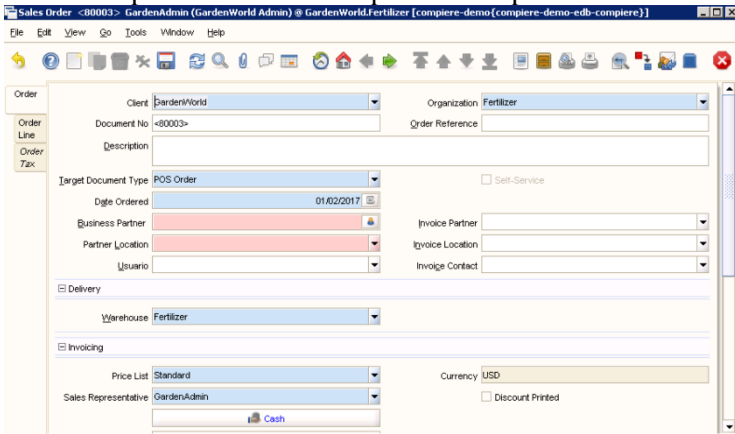 Sales Order <80003> GardenAdmin (GardenWorld Admin) @ GardenWorld.Fertilizer [compiere-demo{compiere-demo-edb-compiere}]
File Edit View Go Tools Window Help
Order
Client GardenWorld Organization Fertilizer
Order Line
Document No <80003> Order Reference
Order Tax
Description
Target Document Type POS Order Self-Service
Date Ordered 01/02/2017
Business Partner Invoice Partner
Partner Location Invoice Location
Usuario Invoice Contact
Delivery
Warehouse Fertilizer
Invoicing
Price List Standard Currency USD
Sales Representative GardenAdmin Discount Printed
Cash